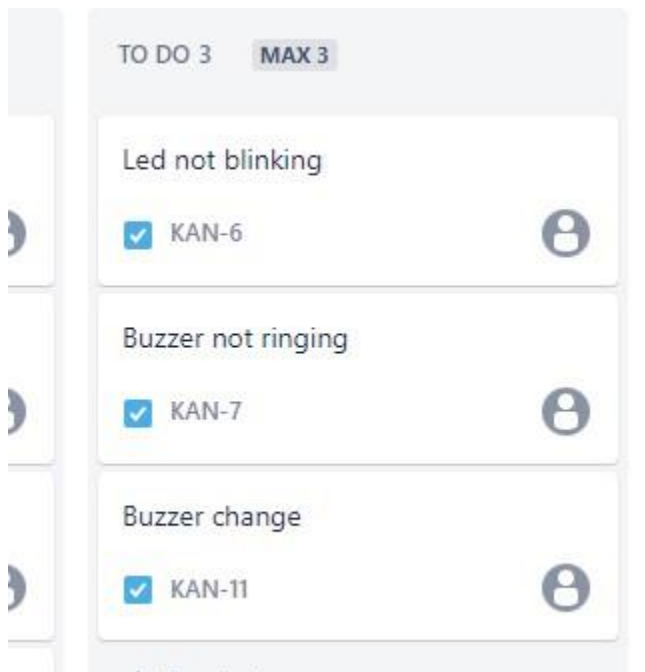 TO DO 3 MAX 3
Led not blinking
KAN-6
Buzzer not ringing
KAN-7
Buzzer change
KAN-11